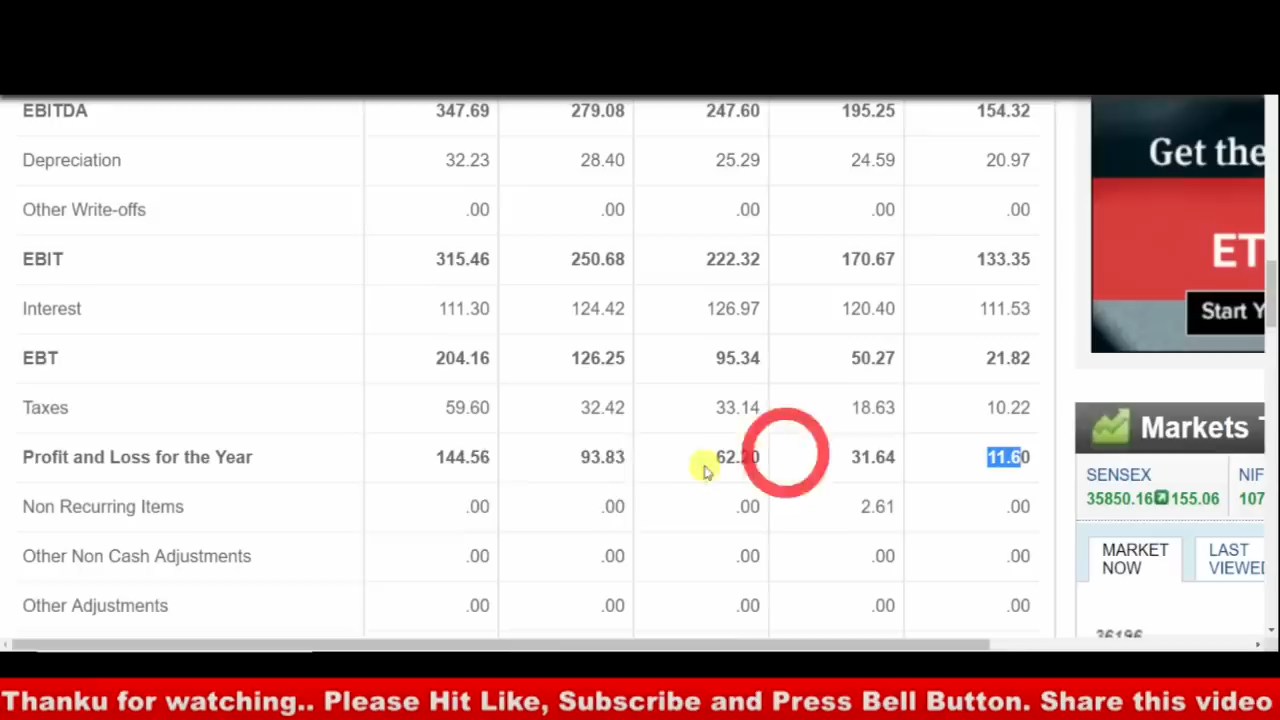 EBITDA 347.69 279.08 247.60 195.25 154.32
Depreciation 32.23 28.40 25.29 24.59 20.97
Other Write-offs .00 .00 .00 .00 .00
EBIT 315.46 250.68 222.32 170.67 133.35
Interest 111.30 124.42 126.97 120.40 111.53
EBT 204.16 126.25 95.34 50.27 21.82
Taxes 59.60 32.42 33.14 18.63 10.22
Profit and Loss for the Year 144.56 93.83 62.20 31.64 11.60
Non Recurring Items .00 .00 .00 2.61 .00
Other Non Cash Adjustments .00 .00 .00 .00 .00
Other Adjustments .00 .00 .00 .00 .00
Get the
ET
Start Y
Markets
SENSEX NIF
35850.16 155.06 107
MARKET LAST
NOW VIEWED
Thanku for watching.. Please Hit Like, Subscribe and Press Bell Button. Share this video